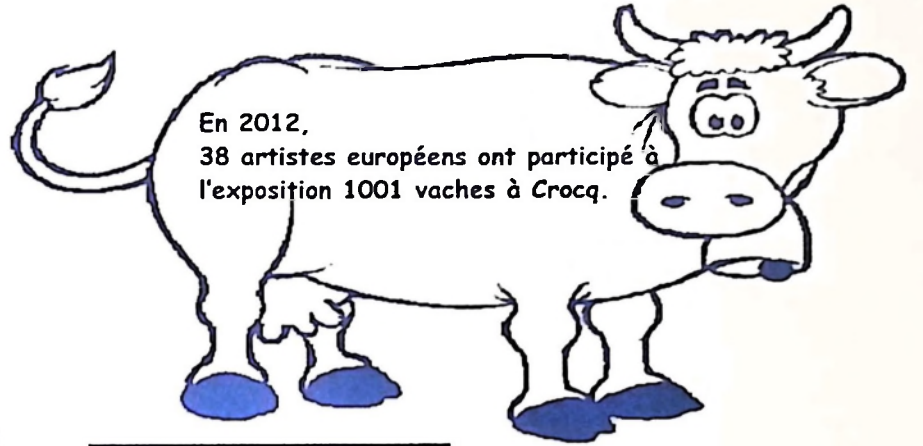 En 2012,
38 artistes européens ont participé à
l'exposition 1001 vaches à Crocq.